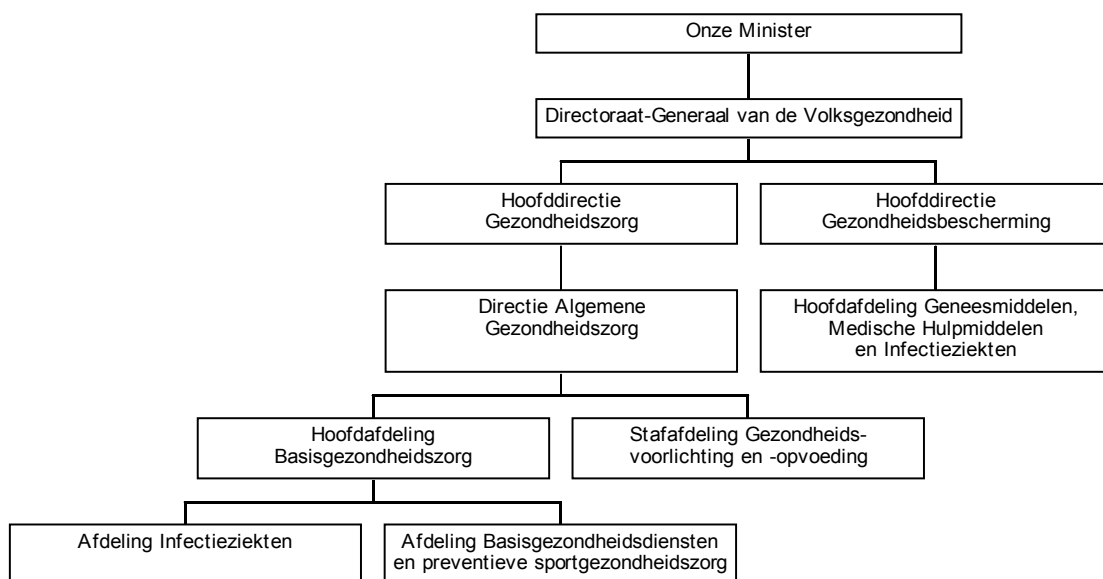 Onze Minister
Directoraat-Generaal van de Volksgezondheid
Hoofddirectie
Gezondheidszorg
Hoofddirectie
Gezondheidsbescherming
Directie Algemene
Gezondheidszorg
Hoofdafdeling Geneesmiddelen,
Medische Hulpmiddelen
en Infectieziekten
Hoofdafdeling
Basisgezondheidszorg
Stafafdeling Gezondheids-
voorlichting en -opvoeding
Afdeling Infectieziekten
Afdeling Basisgezondheidsdiensten
en preventieve sportgezondheidszorg